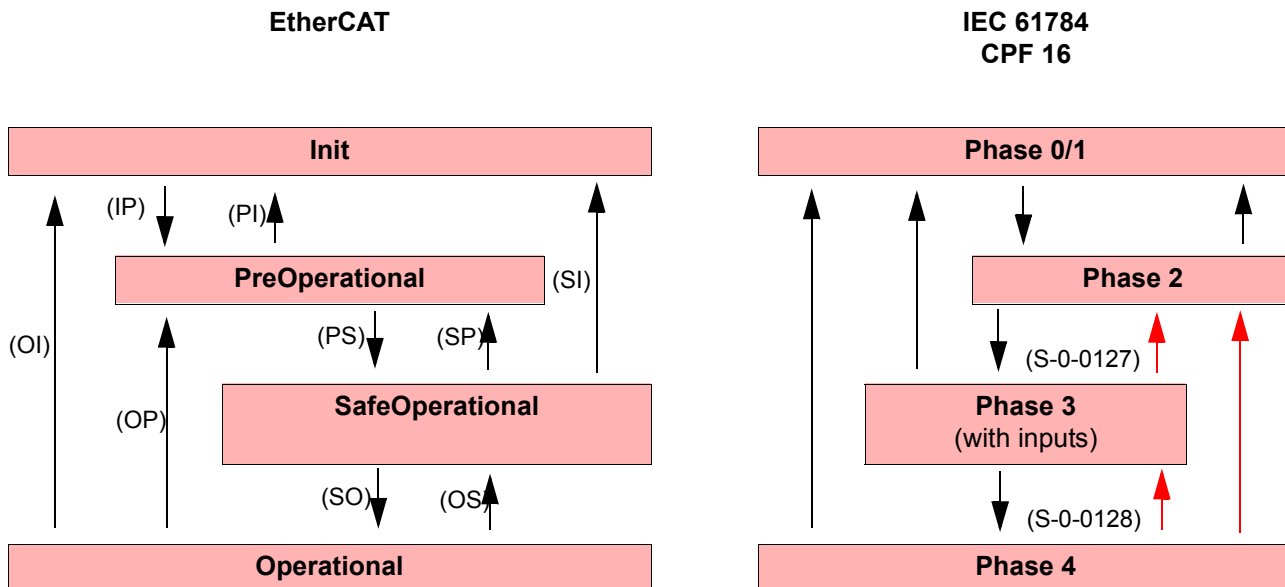 EtherCAT
Init
(IP)
(PI)
PreOperational
(SI)
(OI)
(PS)
(SP)
SafeOperational
(OP)
(SO)
(OS)
Operational
IEC 61784
CPF 16
Phase 0/1
Phase 2
(S-0-0127)
Phase 3
(with inputs)
(S-0-0128)
Phase 4